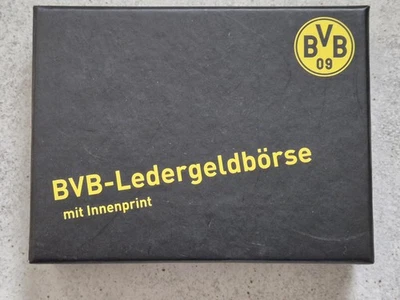 BVB
09
BVB-Ledergeldbörse
mit Innenprint